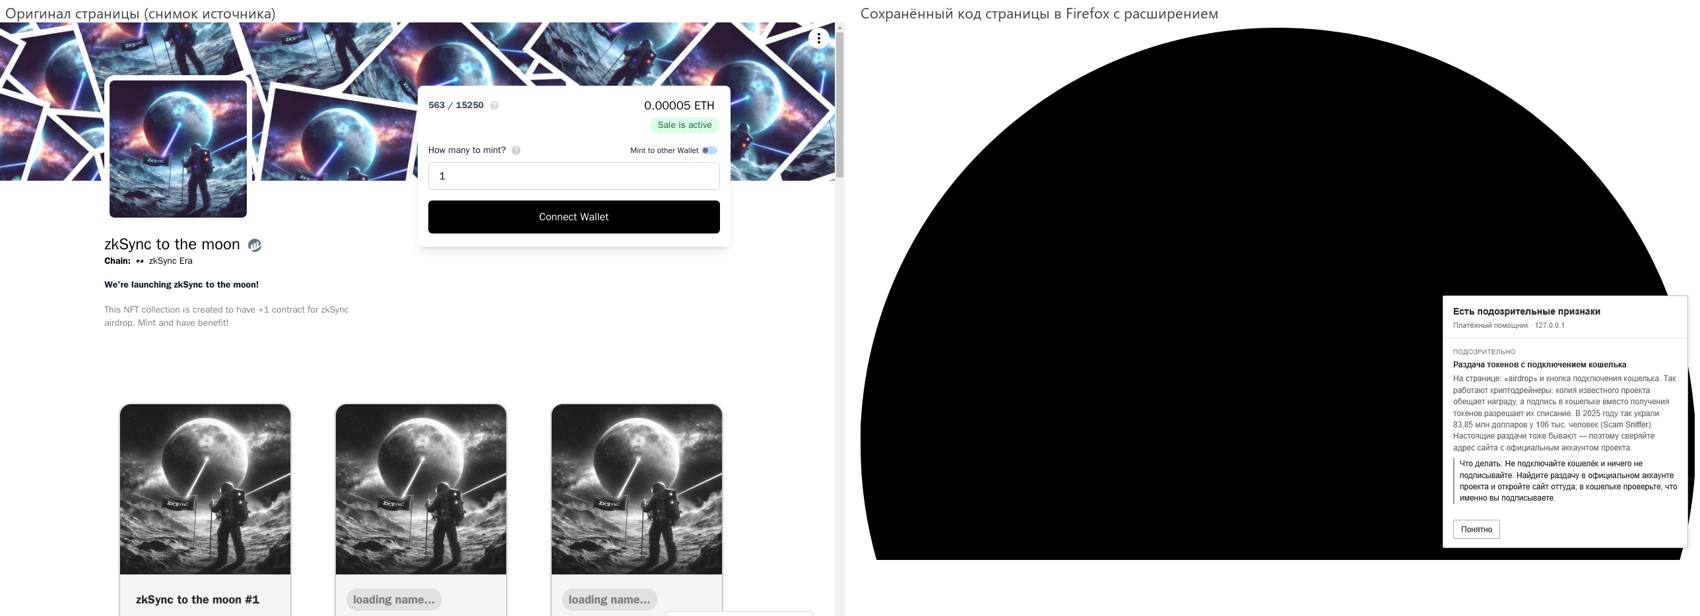 Оригинал страницы (снимок источника)
563 / 15250 ?
0.00005 ETH
Sale is active
How many to mint? ?
Mint to other Wallet
1
Connect Wallet
ZKSYNC
zkSync to the moon
Chain: zkSync Era
We're launching zkSync to the moon!
This NFT collection is created to have +1 contract for zkSync
airdrop. Mint and have benefit!
ZKSYNC
ZKSYNC
ZKSYNC
zkSync to the moon #1
loading name...
loading name...
Сохранённый код страницы в Firefox с расширением
Есть подозрительные признаки
Платёжный помощник · 127.0.0.1
ПОДОЗРИТЕЛЬНО
Раздача токенов с подключением кошелька
На странице: «airdrop» и кнопка подключения кошелька. Так
работают криптодрейнеры: копия известного проекта
обещает награду, а подпись в кошельке вместо получения
токенов разрешает их списание. В 2025 году так украли
83,85 млн долларов у 106 тыс. человек (Scam Sniffer).
Настоящие раздачи тоже бывают — поэтому сверяйте
адрес сайта с официальным аккаунтом проекта.
Что делать: Не подключайте кошелёк и ничего не
подписывайте. Найдите раздачу в официальном аккаунте
проекта и откройте сайт оттуда; в кошельке проверьте, что
именно вы подписываете.
Понятно